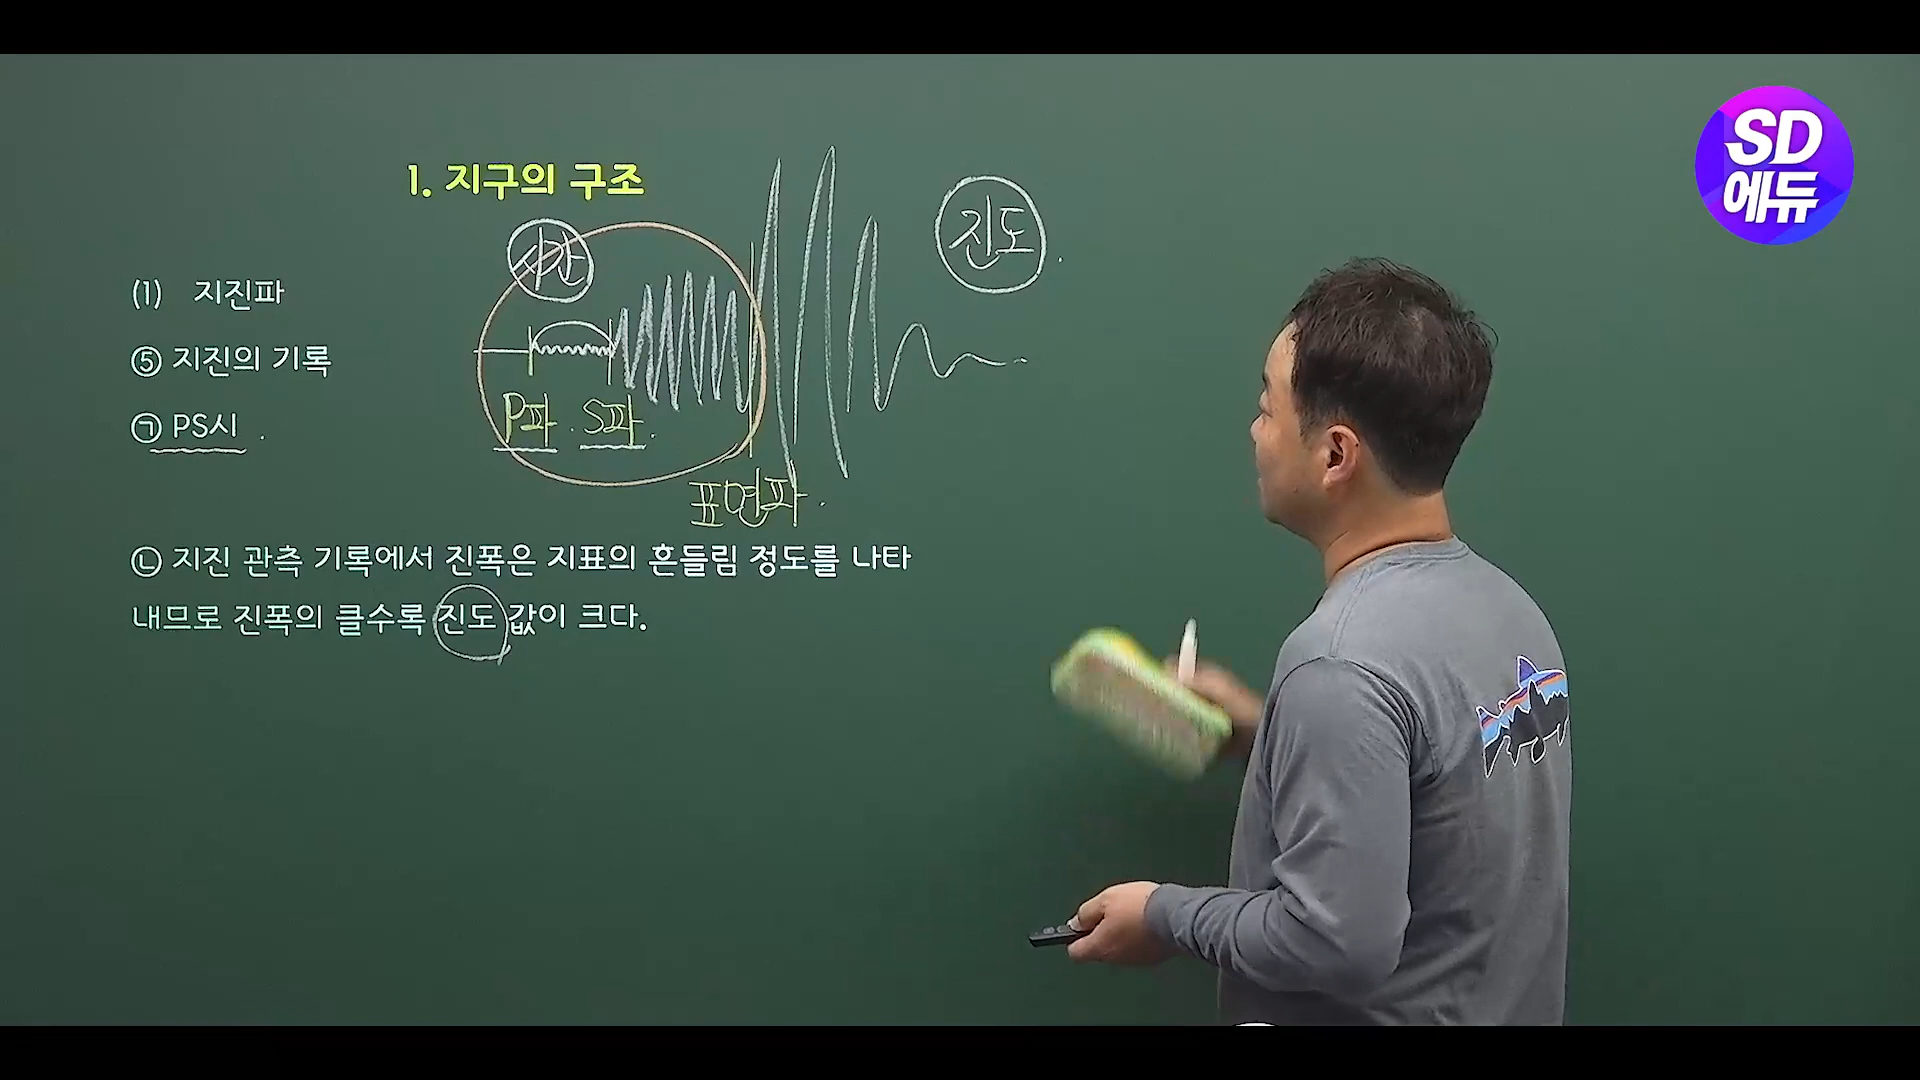 SD
에듀
1. 지구의 구조
시간
진도
(1) 지진파
⑤ 지진의 기록
㉠ PS시
P파 . S파.
표면파.
㉡ 지진 관측 기록에서 진폭은 지표의 흔들림 정도를 나타
내므로 진폭의 클수록 진도 값이 크다.